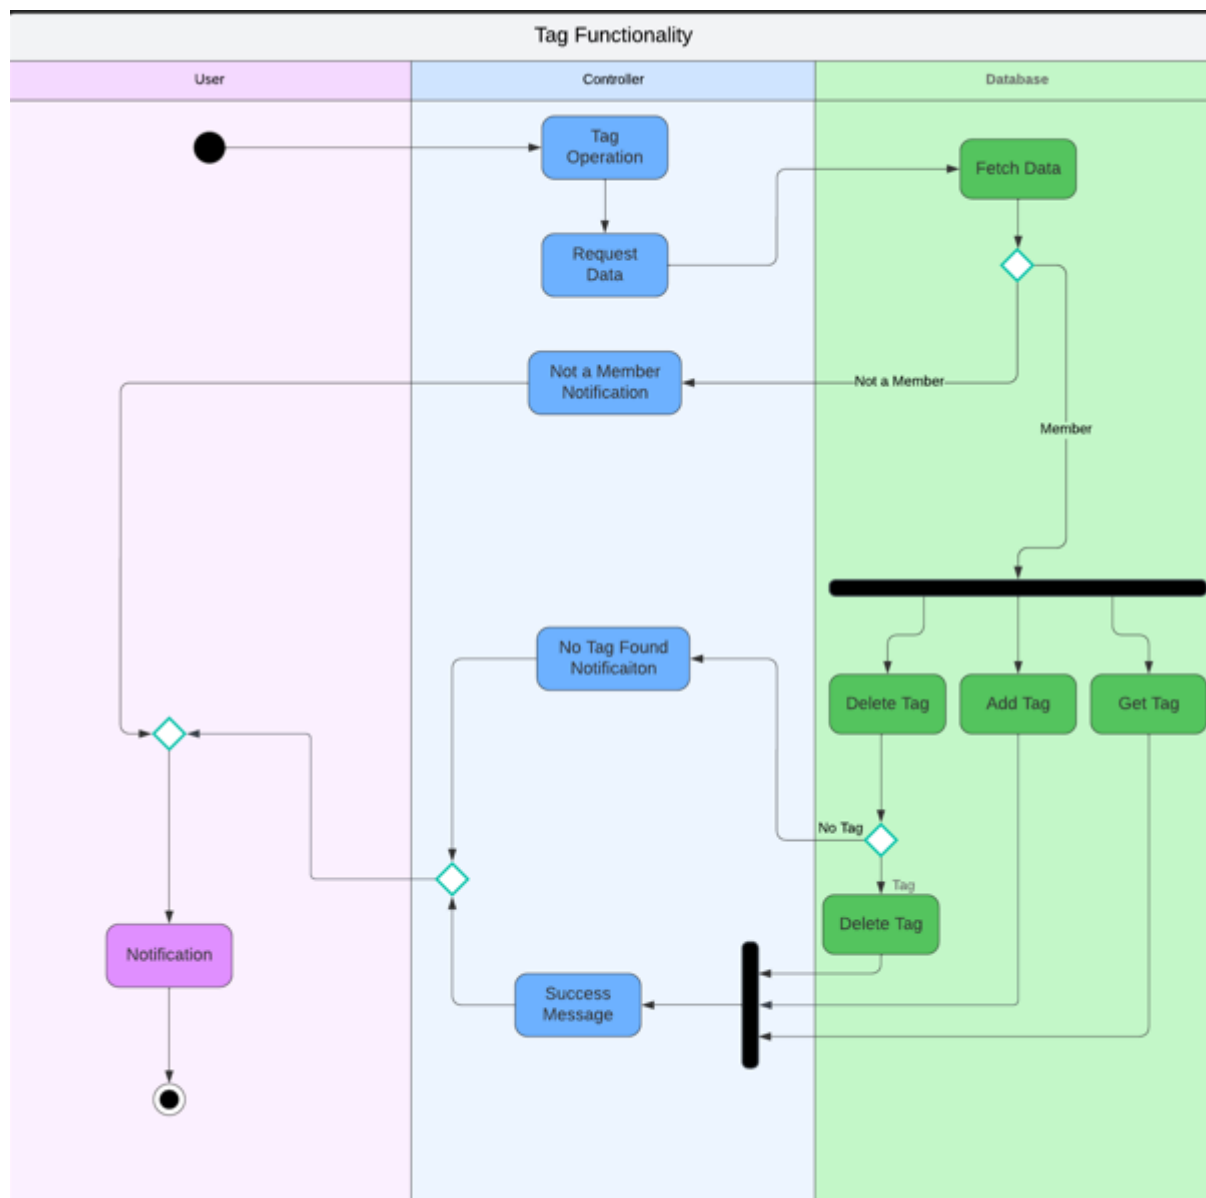 Tag Functionality
User
Controller
Database
Tag
Operation
Fetch Data
Request
Data
Not a Member
Notification
Not a Member
Member
No Tag Found
Notificaiton
Delete Tag
Add Tag
Get Tag
No Tag
Tag
Delete Tag
Notification
Success
Message